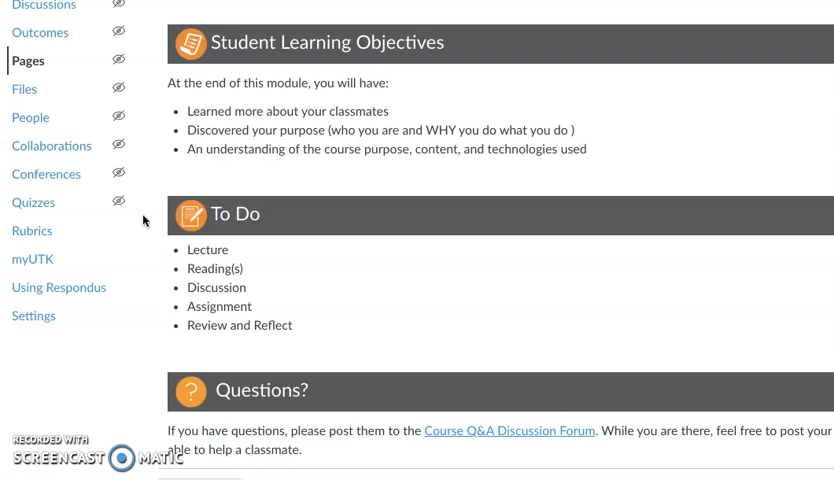 Discussions
Outcomes
Pages
Files
People
Collaborations
Conferences
Quizzes
Rubrics
myUTK
Using Respondus
Settings
Student Learning Objectives
At the end of this module, you will have:
• Learned more about your classmates
• Discovered your purpose (who you are and WHY you do what you do )
• An understanding of the course purpose, content, and technologies used
To Do
• Lecture
• Reading(s)
• Discussion
• Assignment
• Review and Reflect
? Questions?
If you have questions, please post them to the Course Q&A Discussion Forum. While you are there, feel free to post your
able to help a classmate.
RECORDED WITH
SCREENCAST MATIC